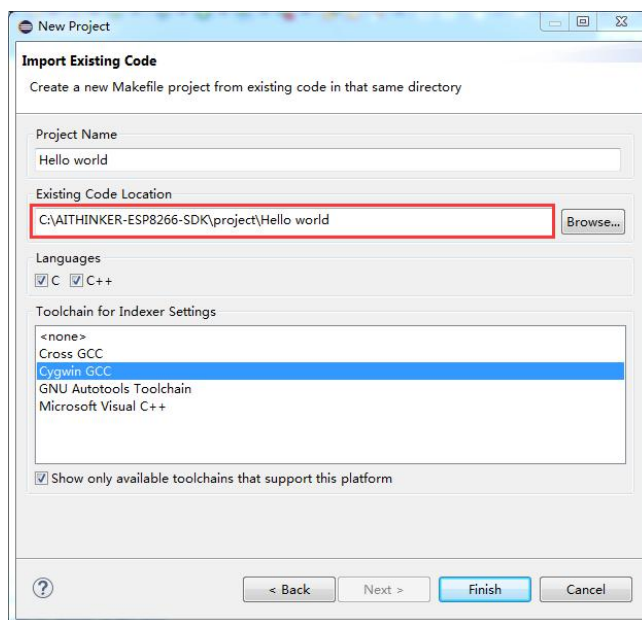 New Project
Import Existing Code
Create a new Makefile project from existing code in that same directory
Project Name
Hello world
Existing Code Location
C:\AITHINKER-ESP8266-SDK\project\Hello world
Browse...
Languages
C C++
Toolchain for Indexer Settings
<none>
Cross GCC
Cygwin GCC
GNU Autotools Toolchain
Microsoft Visual C++
Show only available toolchains that support this platform
? < Back Next > Finish Cancel